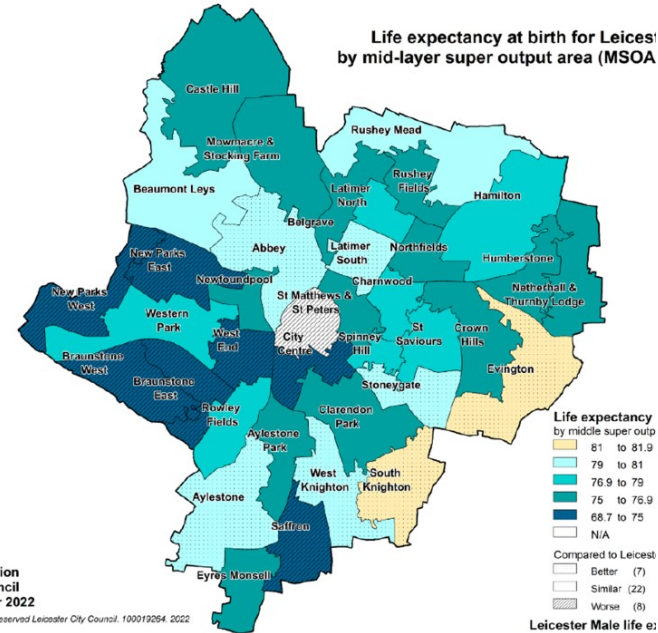 Life expectancy at birth for Leicest
by mid-layer super output area (MSOA
Castle Hill
Rushey Mead
Mowmacre &
Stocking Farm
Beaumont Leys
Latimer
North
Rushey
Fields
Hamilton
Belgrave
Abbey
Latimer
South
Northfields
Humberstone
New Parks
East
Newfoundpool
Charnwood
Netherhall &
Thurnby Lodge
New Parks
West
St Matthews &
St Peters
Western
Park
West
End
City
Centre
Spinney
Hill
St
Saviours
Crown
Hills
Evington
Braunstone
West
Braunstone
East
Stoneygate
Rowley
Fields
Clarendon
Park
Aylestone
Park
West
Knighton
South
Knighton
Aylestone
Saffron
Eyres Monsell
Life expectancy
by middle super outp
81 to 81.9
79 to 81
76.9 to 79
75 to 76.9
68.7 to 75
N/A
Compared to Leiceste
Better (7)
Similar (22)
Worse (8)
Leicester Male life ex
ion
ncil
r 2022
reserved Leicester City Council. 100019264. 2022